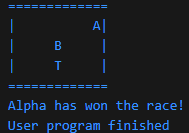 =============
|          A|
|     B     |
|     T     |
=============
Alpha has won the race!
User program finished